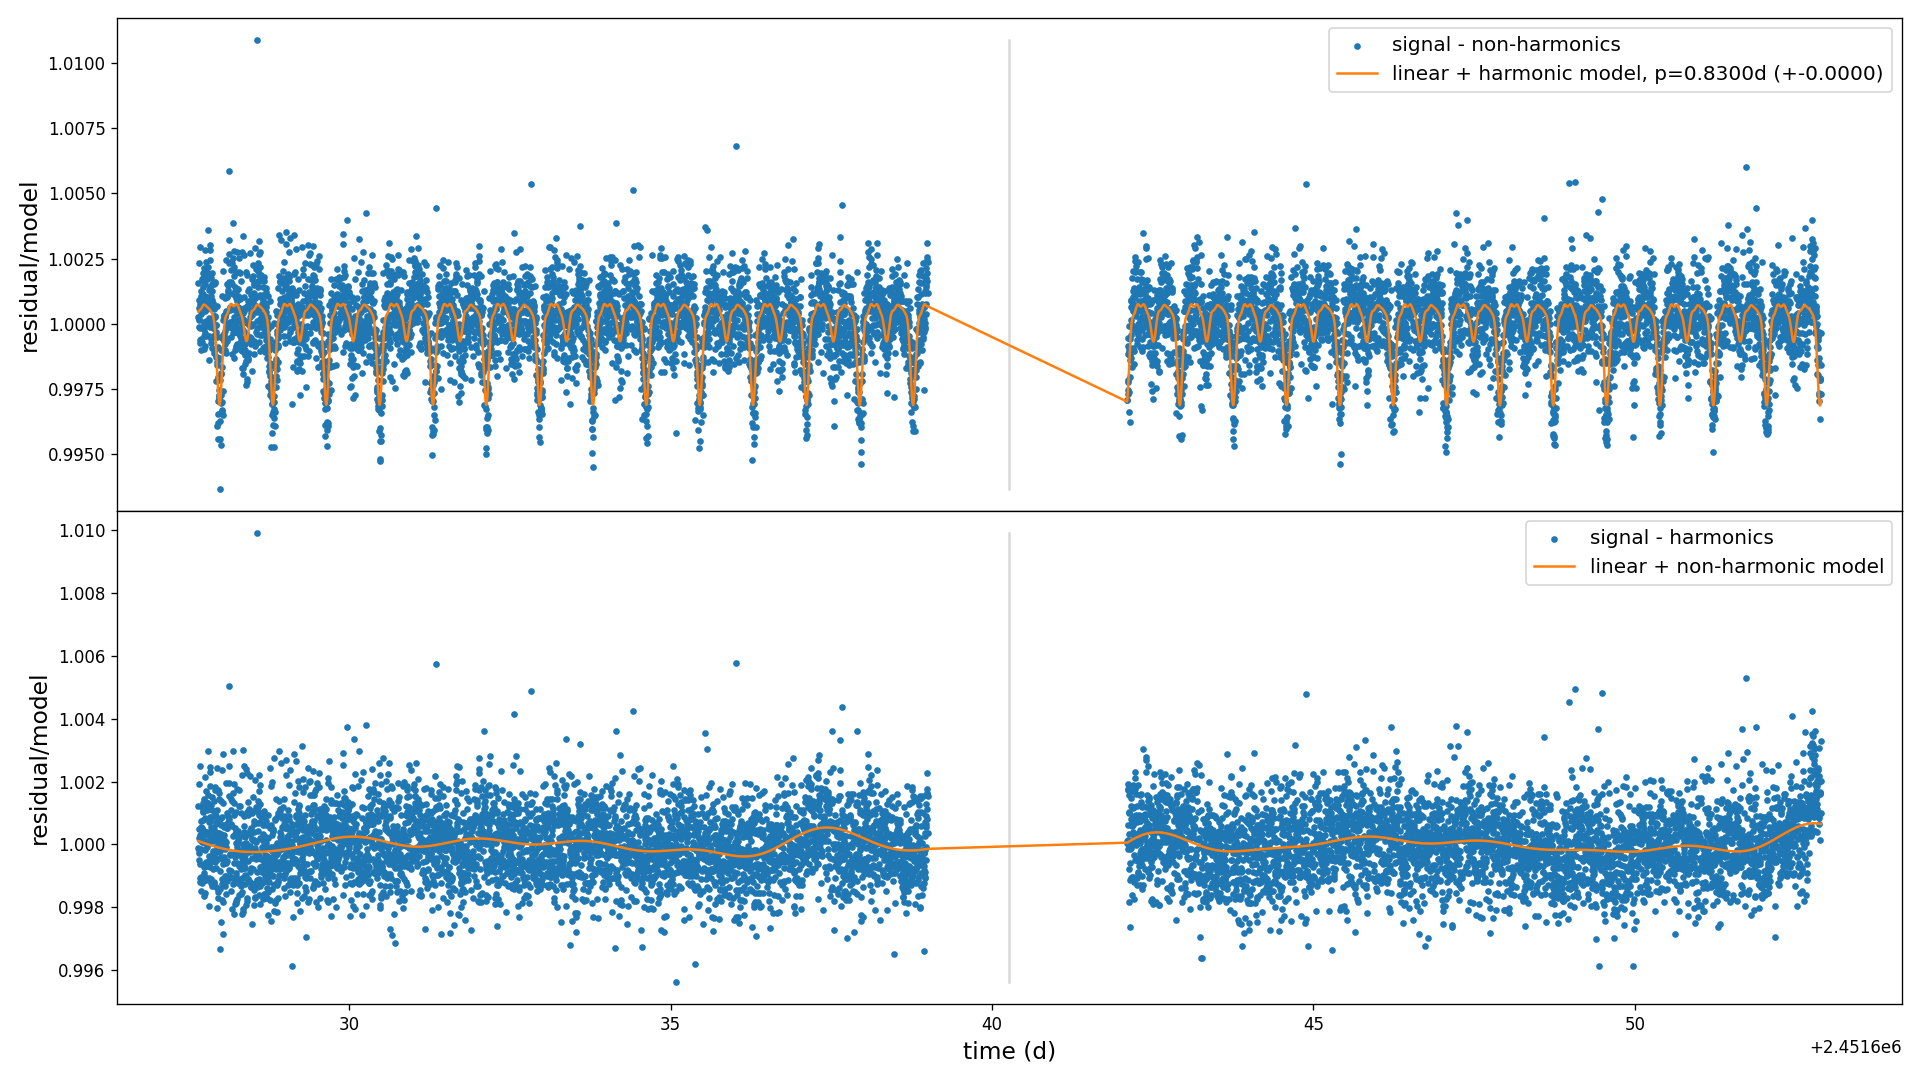 signal - non-harmonics
linear + harmonic model, p=0.8300d (+-0.0000)
residual/model
1.0100
1.0075
1.0050
1.0025
1.0000
0.9975
0.9950
signal - harmonics
linear + non-harmonic model
residual/model
1.010
1.008
1.006
1.004
1.002
1.000
0.998
0.996
30 35 40 45 50
time (d)
+2.4516e6